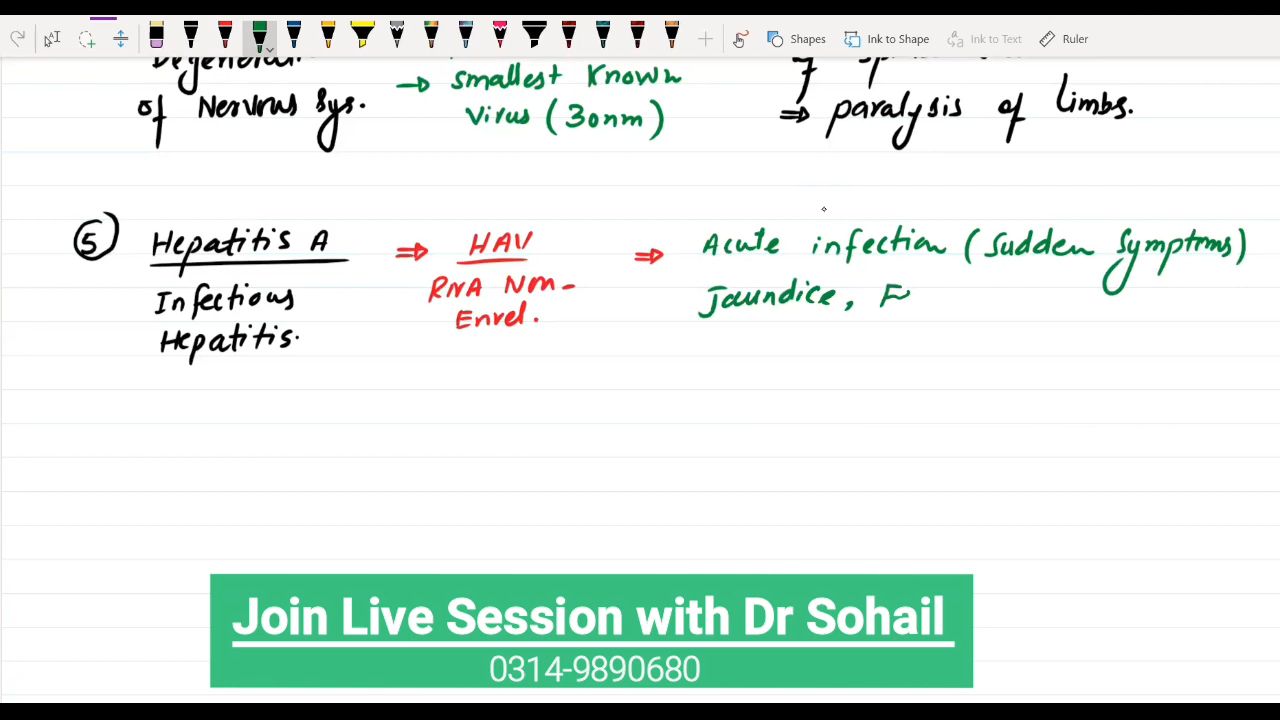 Shapes Ink to Shape Ink to Text Ruler
of Nervous Sys.
→ smallest Known
Virus (30nm)
⇒ paralysis of limbs.
5 Hepatitis A ⇒ HAV ⇒ Acute infection (Sudden Symptoms)
Infectious
Hepatitis.
RNA Non-
Envel.
Jaundice, F
Join Live Session with Dr Sohail
0314-9890680